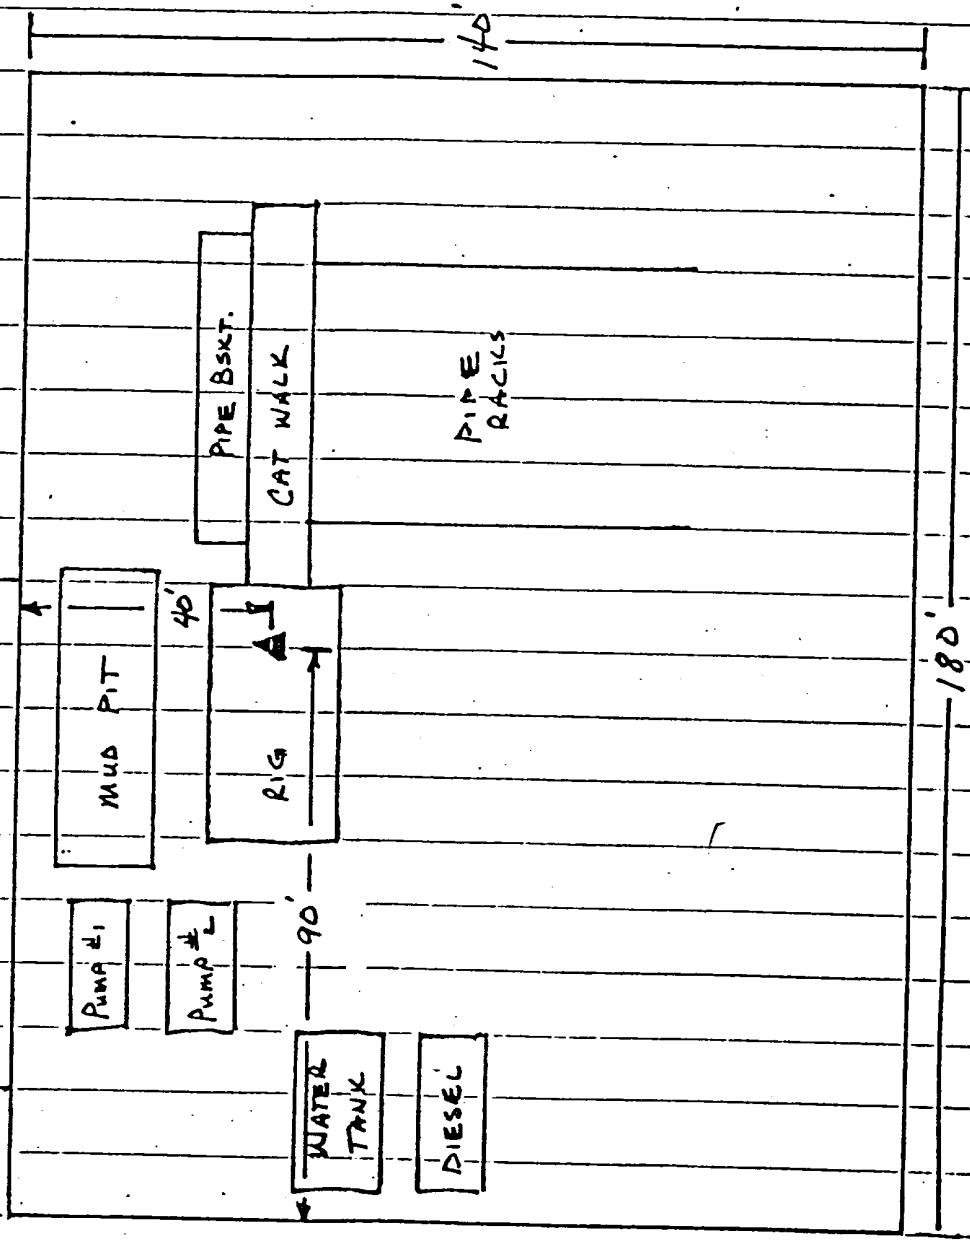 140'
PIPE BSKT.
CAT WALK
PIPE
RACKS
MUD PIT
40'
RIG
180'
PUMP #1
PUMP #2
90'
WATER
TANK
DIESEL